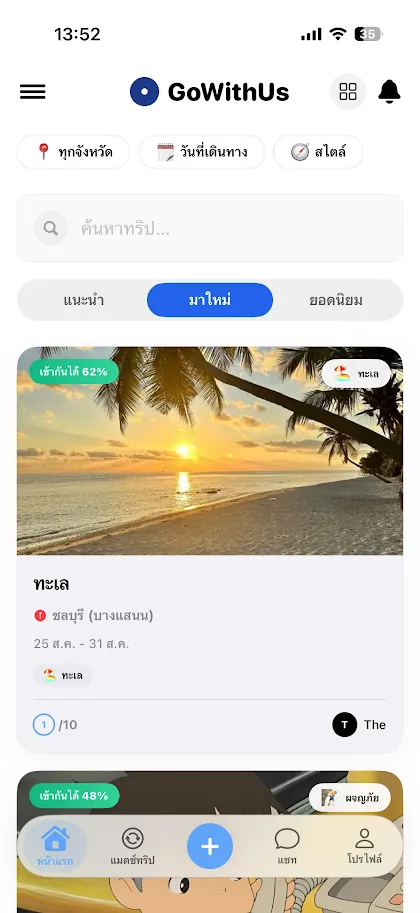 13:52
35
GoWithUs
📍 ทุกจังหวัด 🗓️ วันที่เดินทาง 🧭 สไตล์
ค้นหาทริป...
แนะนำ มาใหม่ ยอดนิยม
เข้ากันได้ 62% 🏖️ ทะเล
ทะเล
ชลบุรี (บางแสนน)
25 ส.ค. - 31 ส.ค.
🏖️ ทะเล
1 /10 T The
เข้ากันได้ 48% 🧗 ผจญภัย
หน้าแรก แมตช์ทริป + แชท โปรไฟล์